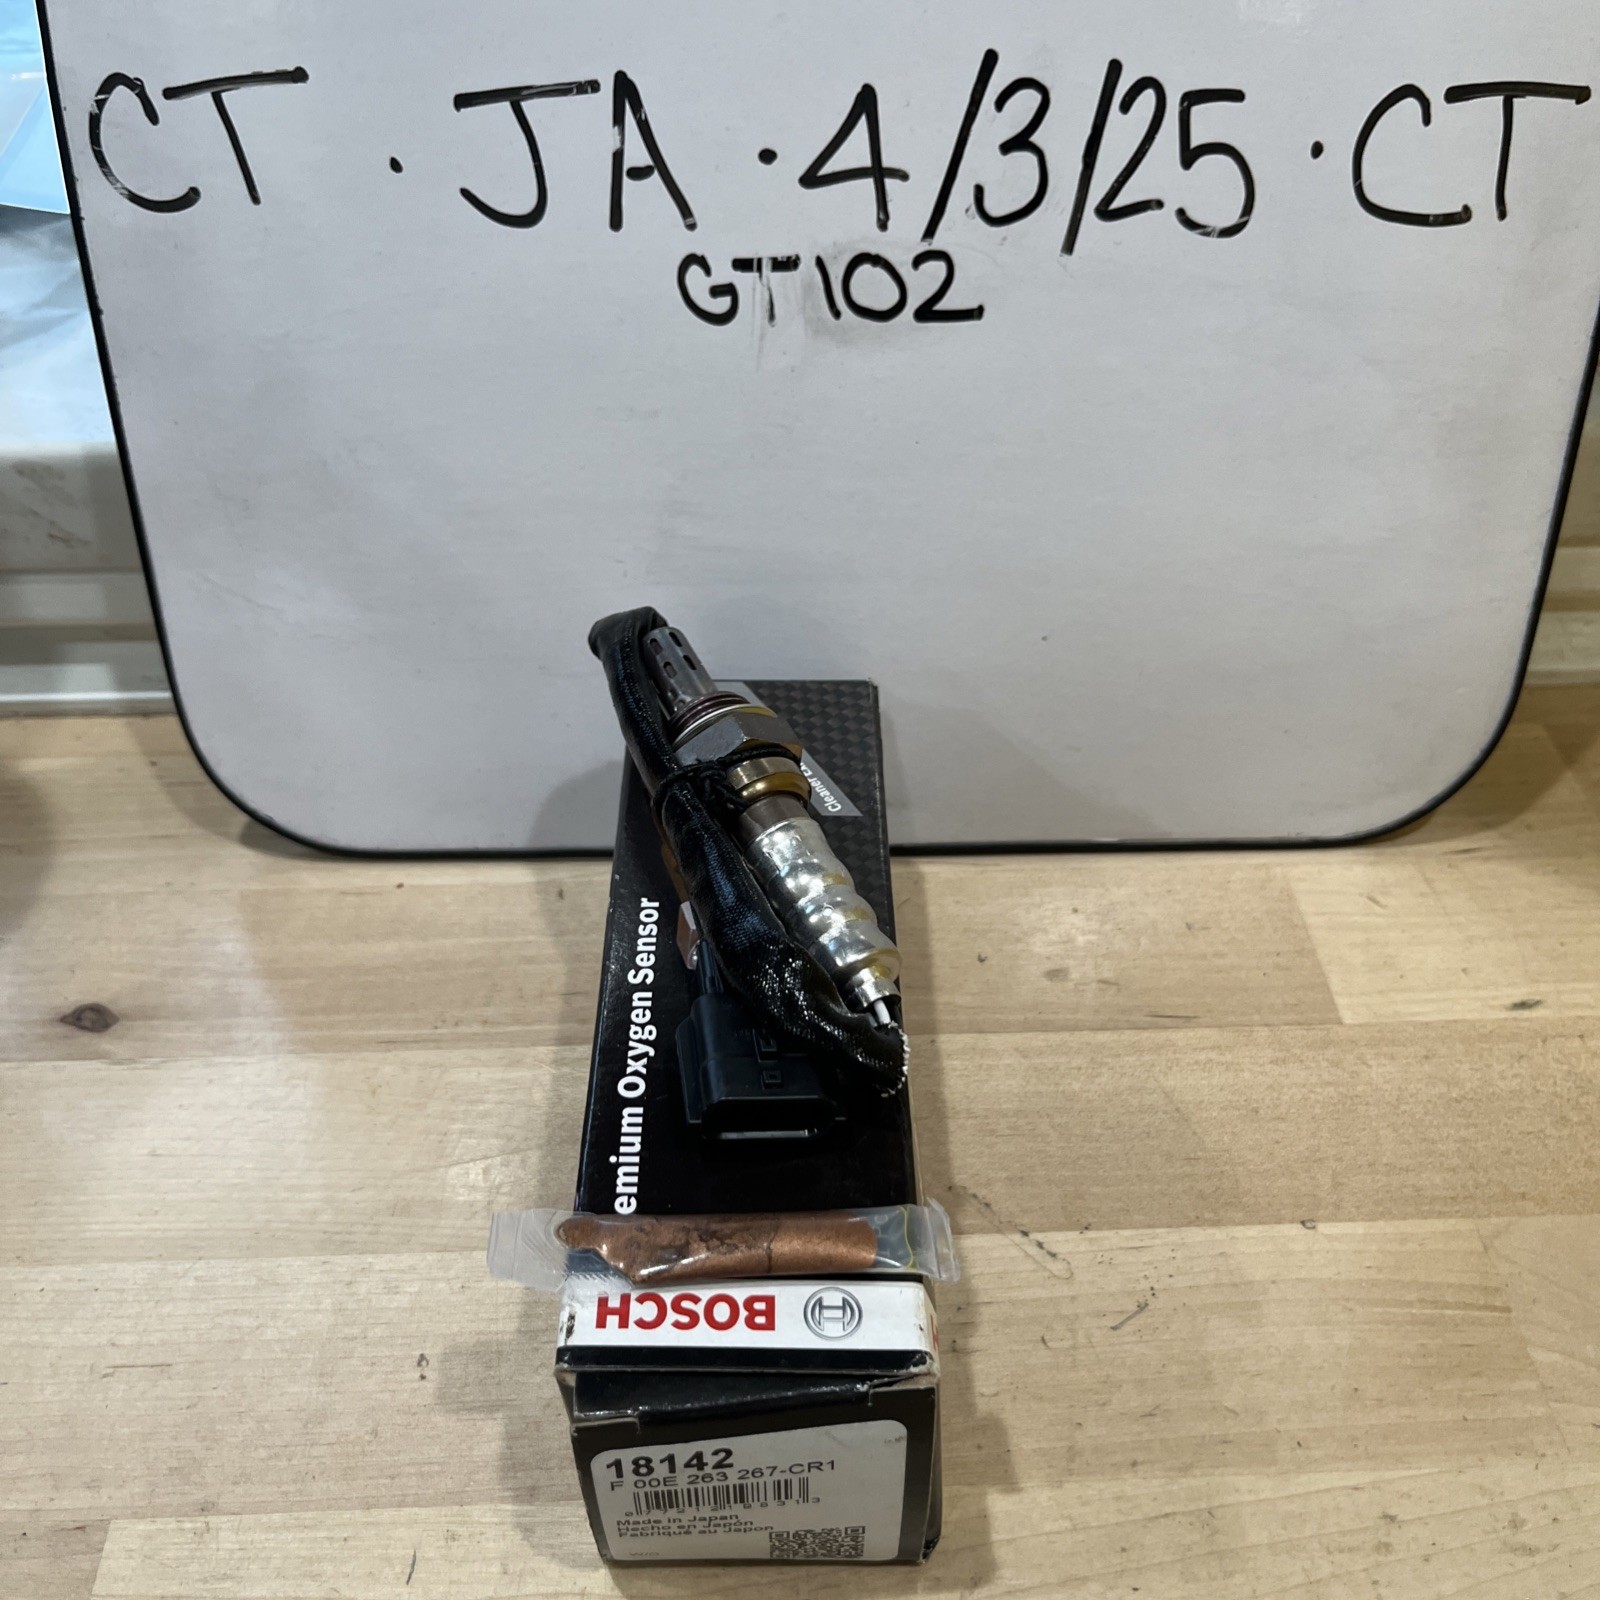 CT . JA . 4/3/25 . CT
GT102
emium Oxygen Sensor
BOSCH
18142
F 00E 263 267-CR1
Made in Japan
Hecho en Japón
Fabriqué au Japon